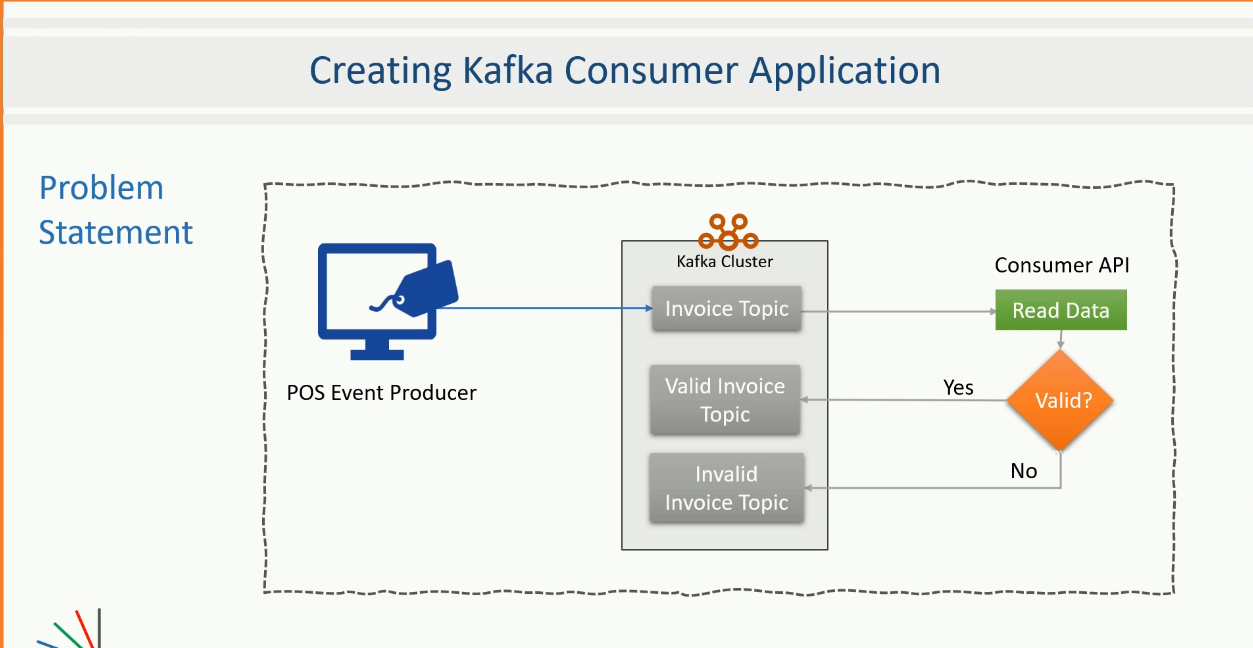 Creating Kafka Consumer Application
Problem
Statement
Kafka Cluster
Consumer API
Invoice Topic
Read Data
POS Event Producer
Valid Invoice
Topic
Yes
Valid?
Invalid
Invoice Topic
No